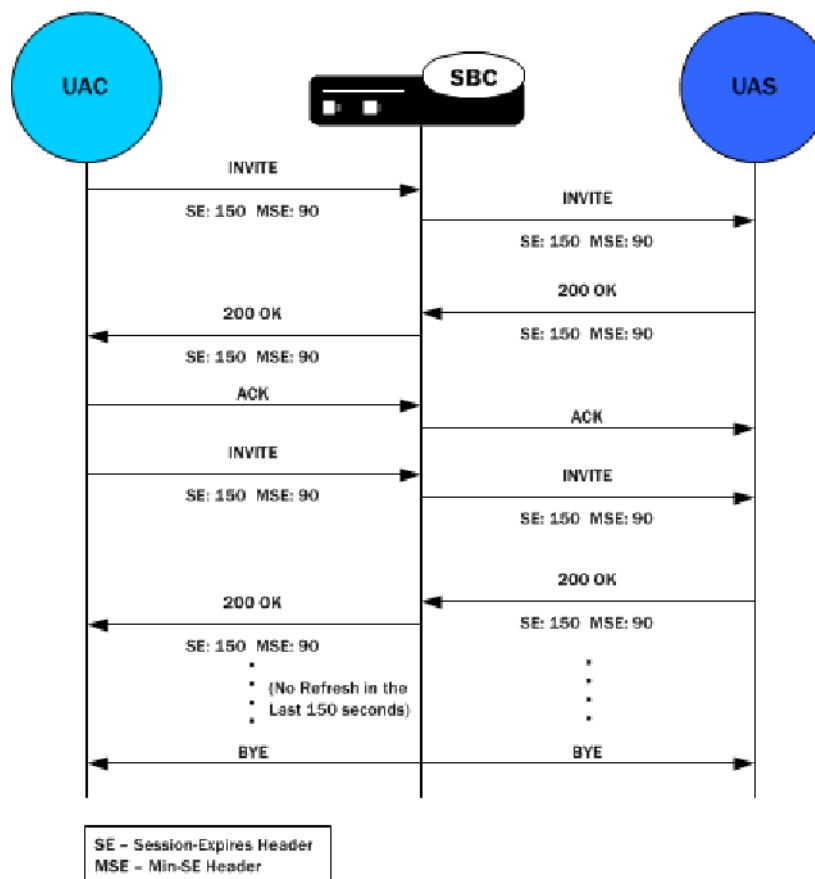 UAC
SBC
UAS
INVITE
SE: 150 MSE: 90
INVITE
SE: 150 MSE: 90
200 OK
SE: 150 MSE: 90
200 OK
SE: 150 MSE: 90
ACK
ACK
INVITE
SE: 150 MSE: 90
INVITE
SE: 150 MSE: 90
200 OK
SE: 150 MSE: 90
200 OK
SE: 150 MSE: 90
(No Refresh in the
Last 150 seconds)
BYE
BYE
SE – Session-Expires Header
MSE – Min-SE Header